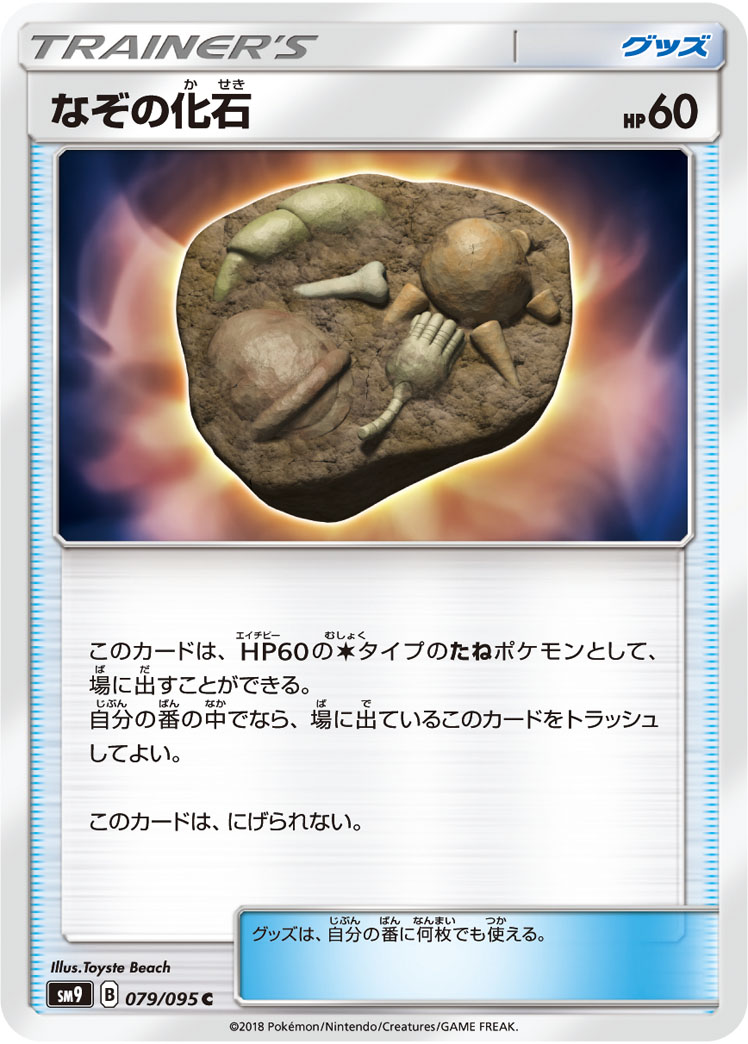 TRAINER'S
グッズ
かせき
なぞの化石
HP60
エイチピー むしょく
このカードは、HP60の✶タイプのたねポケモンとして、
ば だ
場に出すことができる。
じぶん ばん なか ば で
自分の番の中でなら、場に出ているこのカードをトラッシュ
してよい。
このカードは、にげられない。
じぶん ばん なんまい つか
グッズは、自分の番に何枚でも使える。
Illus.Toyste Beach
SM9 B 079/095 C
©2018 Pokémon/Nintendo/Creatures/GAME FREAK.